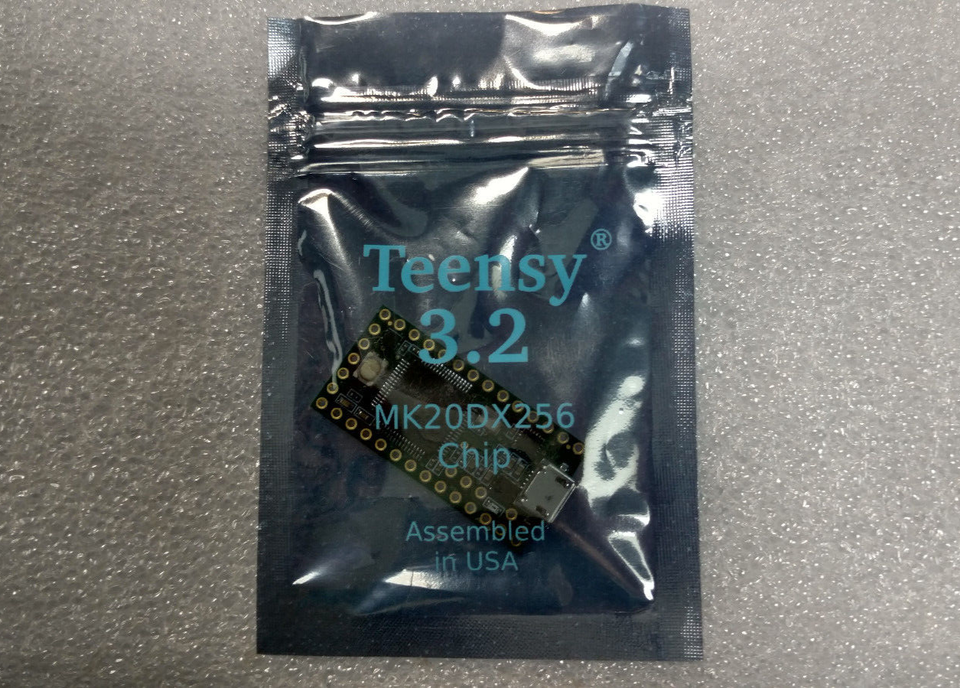 Teensy®
3.2
MK20DX256
Chip
Assembled
in USA